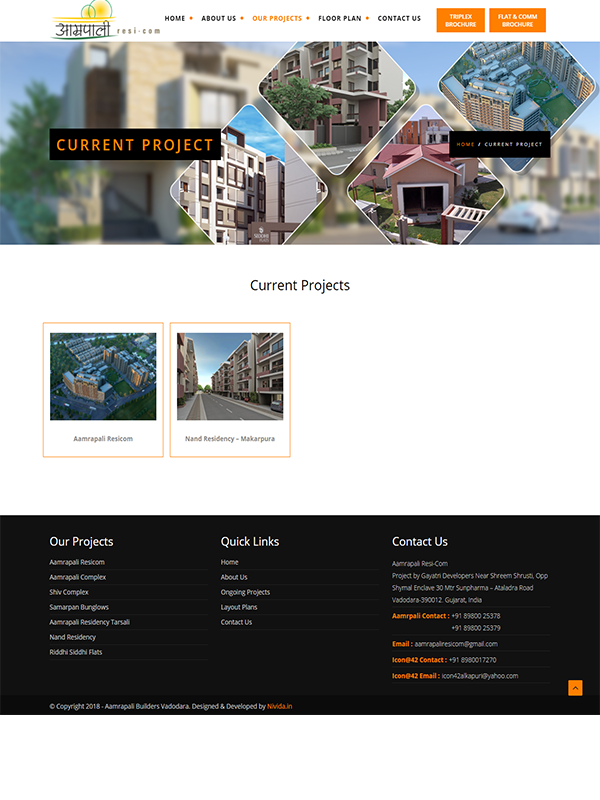 आम्रपाली
resi-com
HOME
ABOUT US
OUR PROJECTS
FLOOR PLAN
CONTACT US
TRIPLEX
BROCHURE
FLAT & COMM
BROCHURE
CURRENT PROJECT
HOME / CURRENT PROJECT
Current Projects
Aamrapali Resicom
Nand Residency – Makarpura
Our Projects
Aamrapali Resicom
Aamrapali Complex
Shiv Complex
Samarpan Bunglows
Aamrapali Residency Tarsali
Nand Residency
Riddhi Siddhi Flats
Quick Links
Home
About Us
Ongoing Projects
Layout Plans
Contact Us
Contact Us
Aamrapali Resi-Com
Project by Gayatri Developers Near Shreem Shrusti, Opp
Shymal Enclave 30 Mtr Sunpharma – Ataladra Road
Vadodara-390012. Gujarat, India
Aamrpali Contact : +91 89800 25378
+91 89800 25379
Email : aamrapaliresicom@gmail.com
Icon@42 Contact : +91 8980017270
Icon@42 Email : icon42alkapuri@yahoo.com
© Copyright 2018 - Aamrapali Builders Vadodara. Designed & Developed by Nivida.in